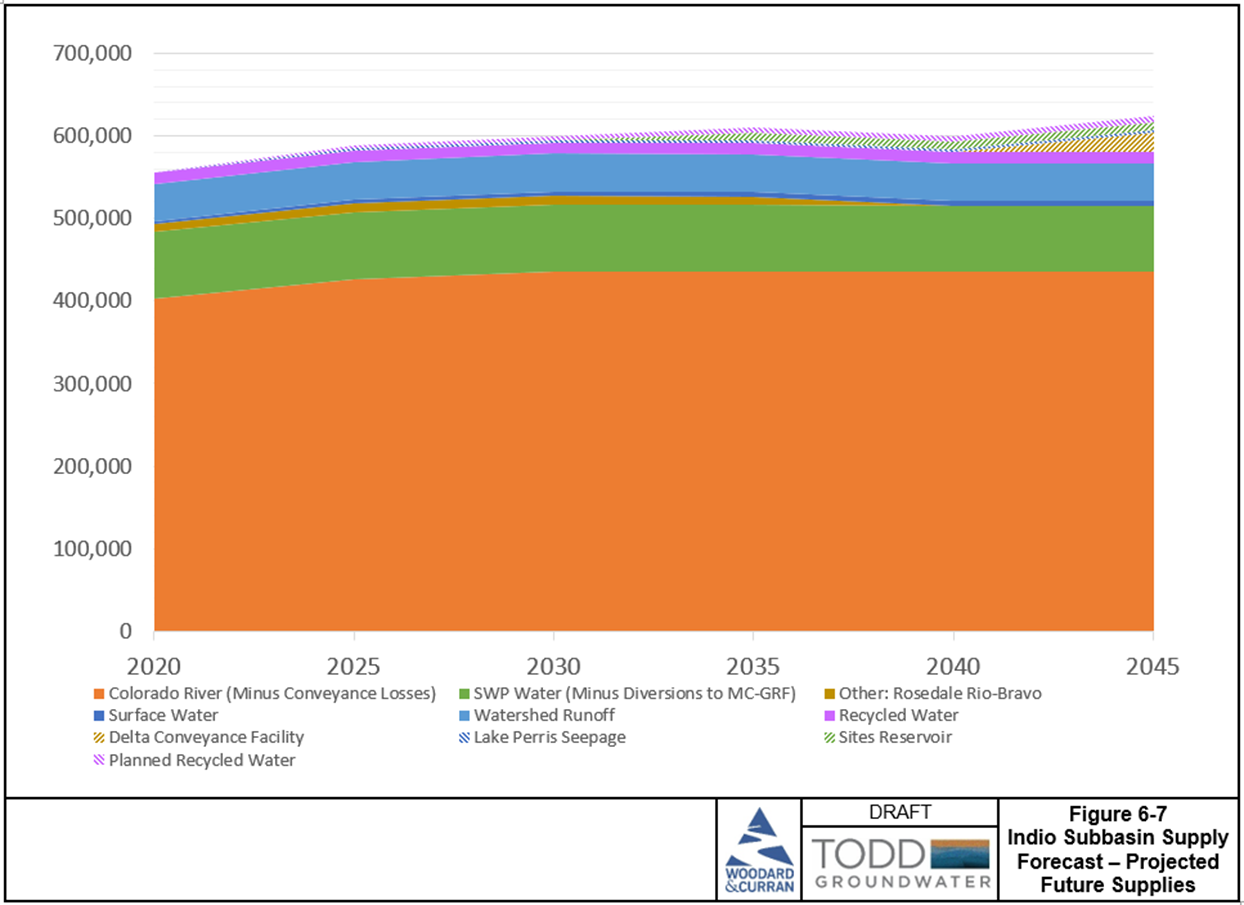 700,000
600,000
500,000
400,000
300,000
200,000
100,000
0
2020 2025 2030 2035 2040 2045
Colorado River (Minus Conveyance Losses) SWP Water (Minus Diversions to MC-GRF) Other: Rosedale Rio-Bravo
Surface Water Watershed Runoff Recycled Water
Delta Conveyance Facility Lake Perris Seepage Sites Reservoir
Planned Recycled Water
WOODARD
&CURRAN
DRAFT
TODD
GROUNDWATER
Figure 6-7
Indio Subbasin Supply
Forecast – Projected
Future Supplies